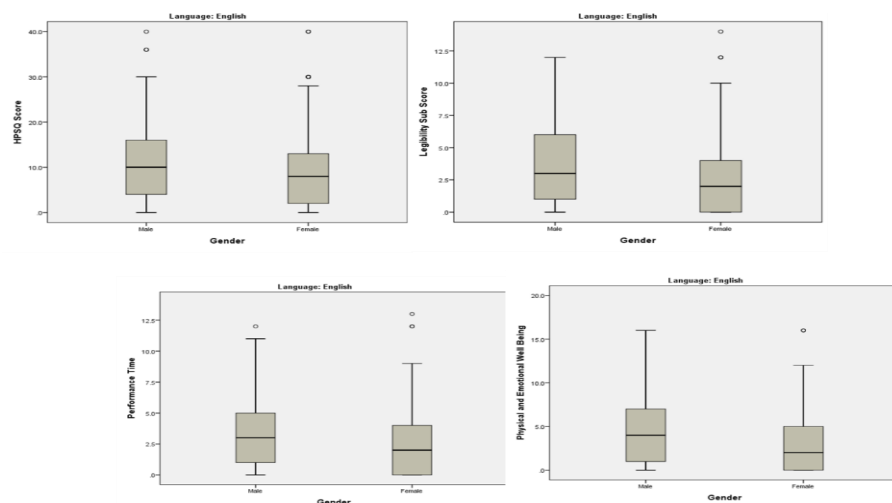 Language: English
HPSQ Score
40.0
30.0
20.0
10.0
.0
Male
Female
Gender
Language: English
Legibility Sub Score
12.5
10.0
7.5
5.0
2.5
.0
Male
Female
Gender
Language: English
Performance Time
12.5
10.0
7.5
5.0
2.5
.0
Male
Female
Gender
Language: English
Physical and Emotional Well Being
20.0
15.0
10.0
5.0
.0
Male
Female
Gender